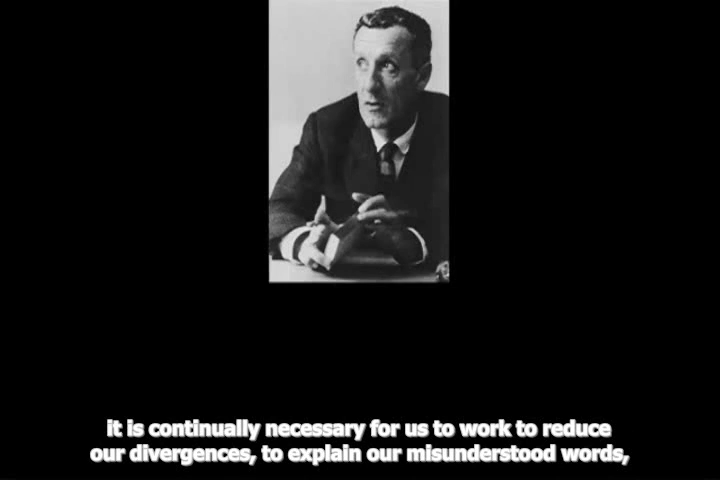 it is continually necessary for us to work to reduce
our divergences, to explain our misunderstood words,